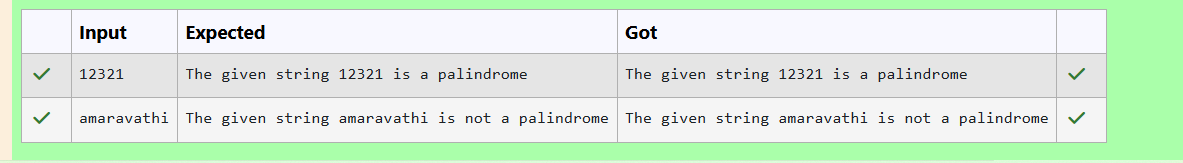 Input Expected Got
12321 The given string 12321 is a palindrome The given string 12321 is a palindrome
amaravathi The given string amaravathi is not a palindrome The given string amaravathi is not a palindrome